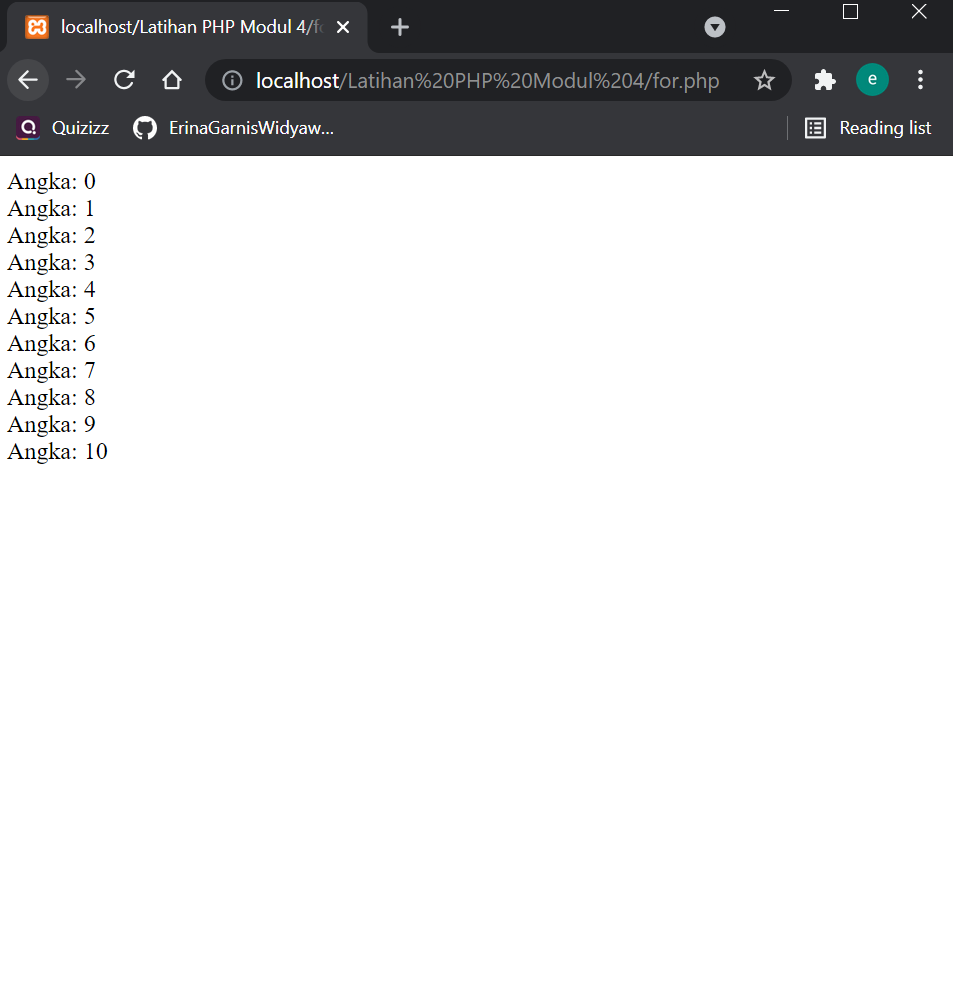 localhost/Latihan PHP Modul 4/fo
localhost/Latihan%20PHP%20Modul%204/for.php
e
Quizizz
ErinaGarnisWidyaw...
Reading list
Angka: 0
Angka: 1
Angka: 2
Angka: 3
Angka: 4
Angka: 5
Angka: 6
Angka: 7
Angka: 8
Angka: 9
Angka: 10